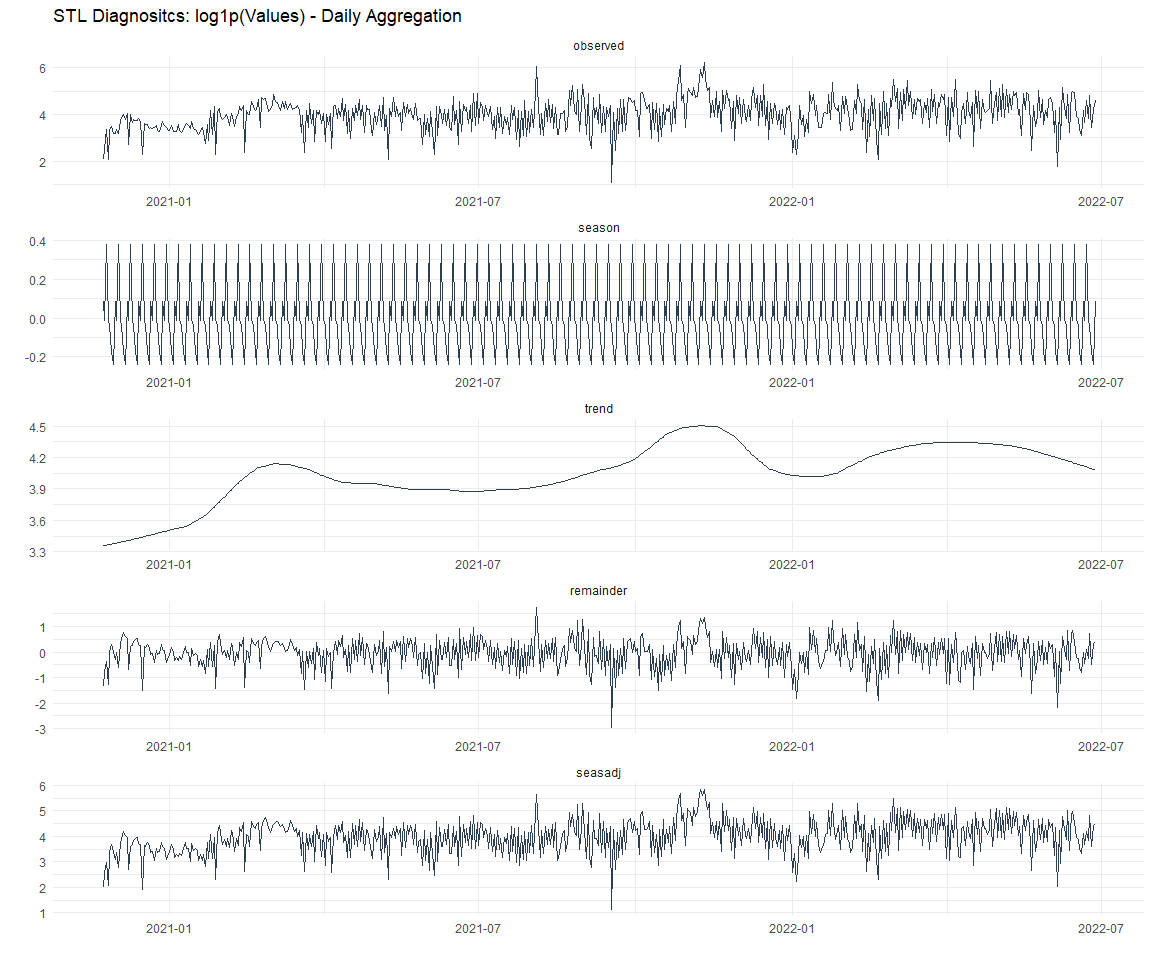 STL Diagnositcs: log1p(Values) - Daily Aggregation
observed
6
4
2
2021-01 2021-07 2022-01 2022-07
season
0.4
0.2
0.0
-0.2
2021-01 2021-07 2022-01 2022-07
trend
4.5
4.2
3.9
3.6
3.3
2021-01 2021-07 2022-01 2022-07
remainder
1
0
-1
-2
-3
2021-01 2021-07 2022-01 2022-07
seasadj
6
5
4
3
2
1
2021-01 2021-07 2022-01 2022-07